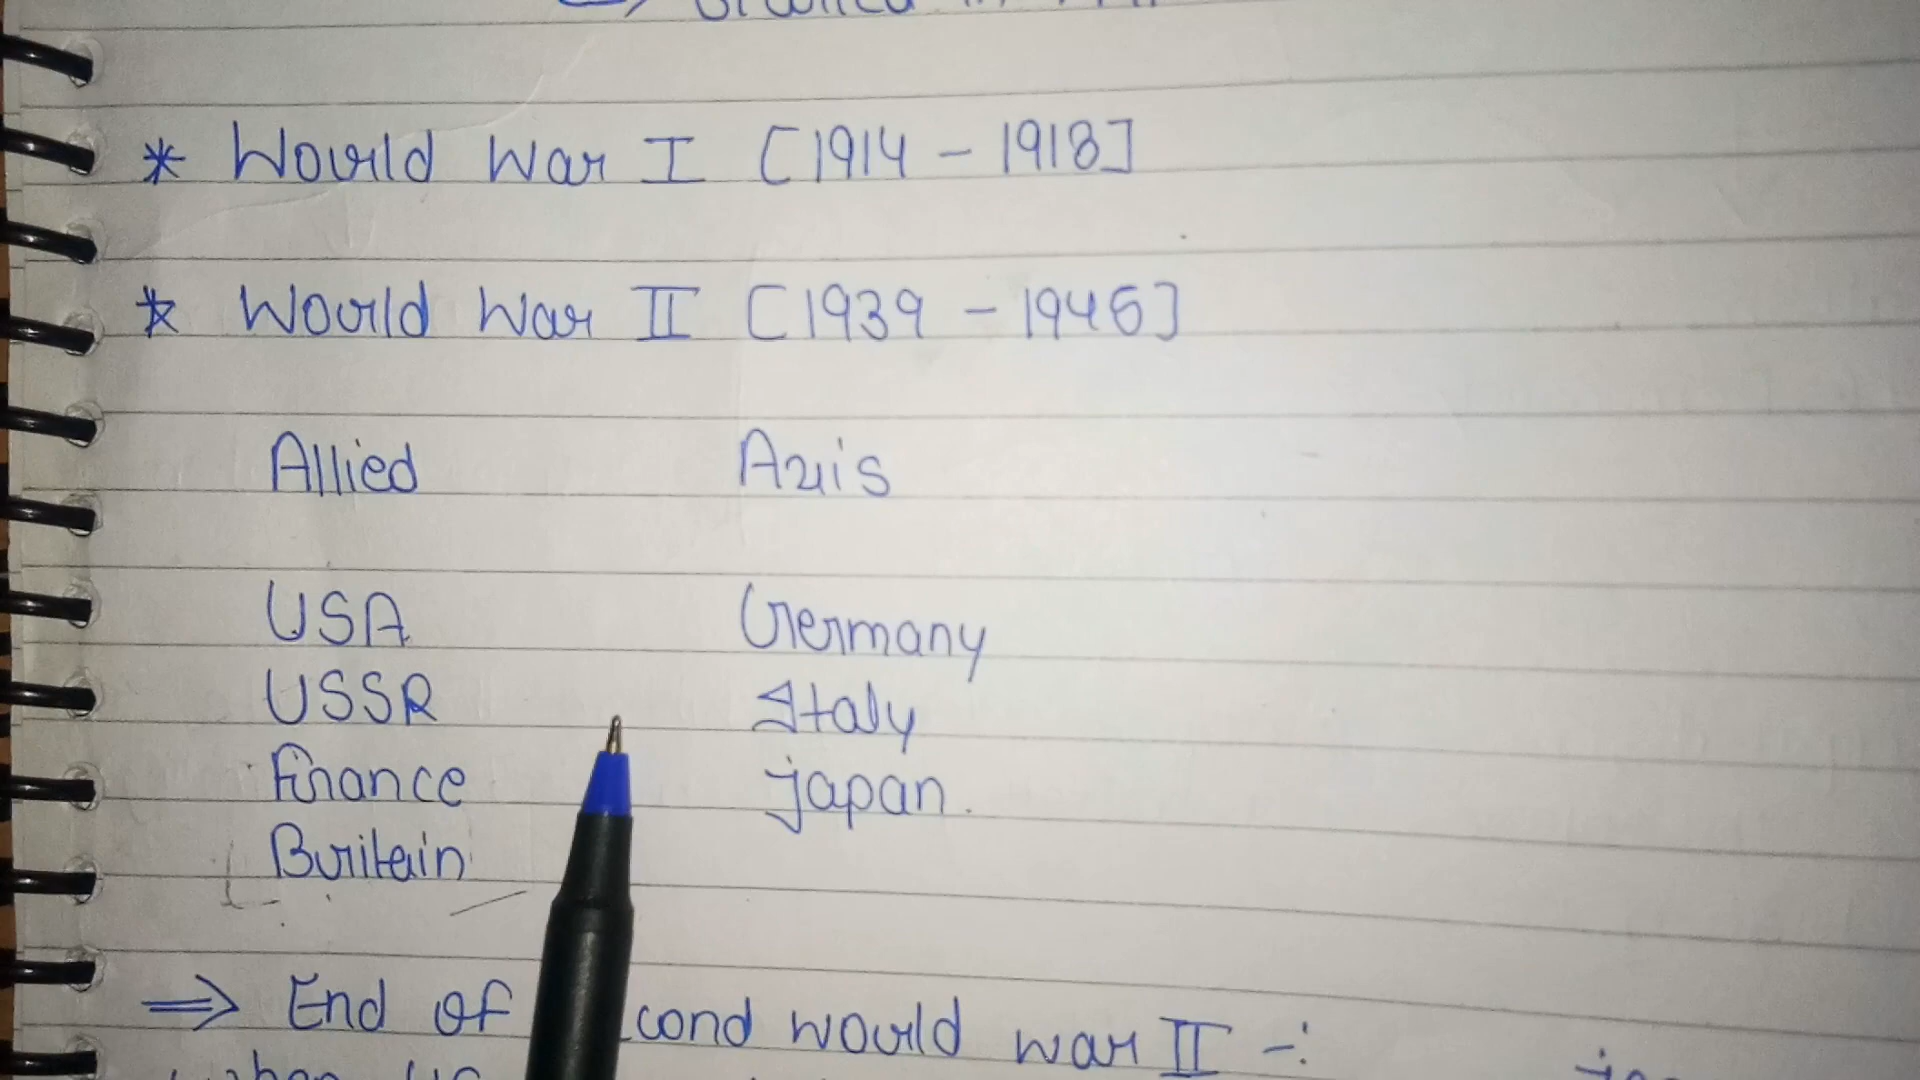 * World War I [1914 - 1918]
* World War II [1939 - 1945]
Allied Axis
USA Germany
USSR Italy
France japan.
Britain
⇒ End of cond world war II -:
when